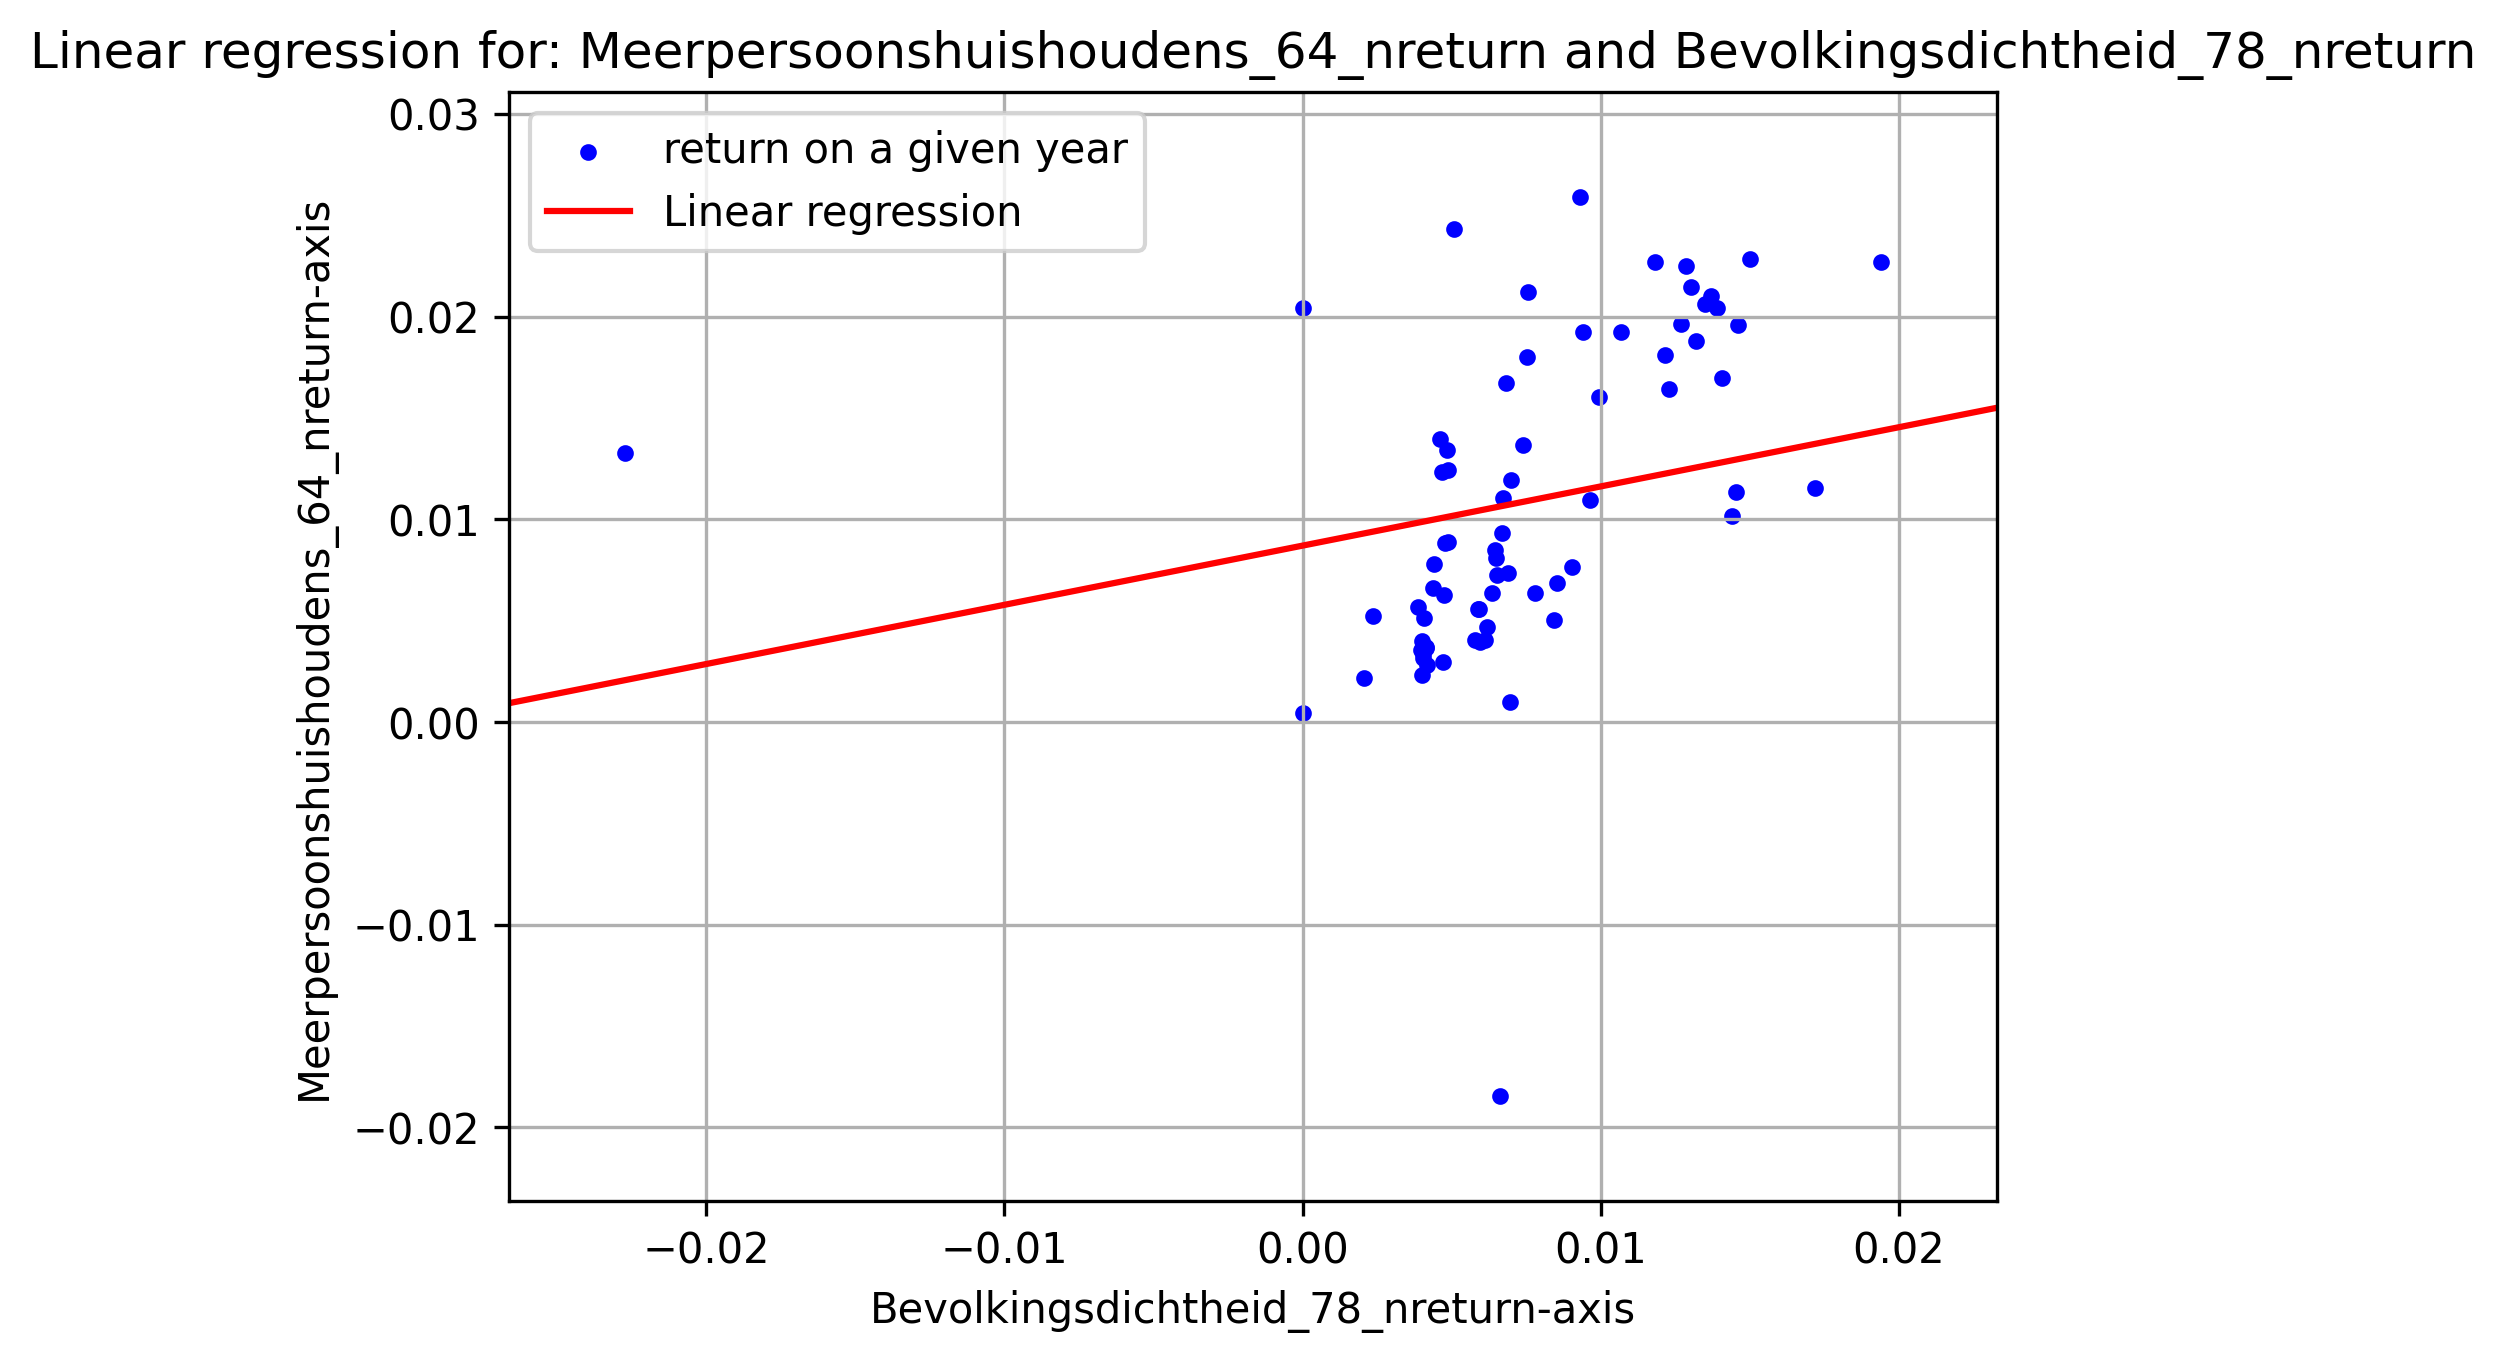 Linear regression for: Meerpersoonshuishoudens_64_nreturn and Bevolkingsdichtheid_78_nreturn
return on a given year
Linear regression
Meerpersoonshuishoudens_64_nreturn-axis
0.03
0.02
0.01
0.00
−0.01
−0.02
−0.02
−0.01
0.00
0.01
0.02
Bevolkingsdichtheid_78_nreturn-axis